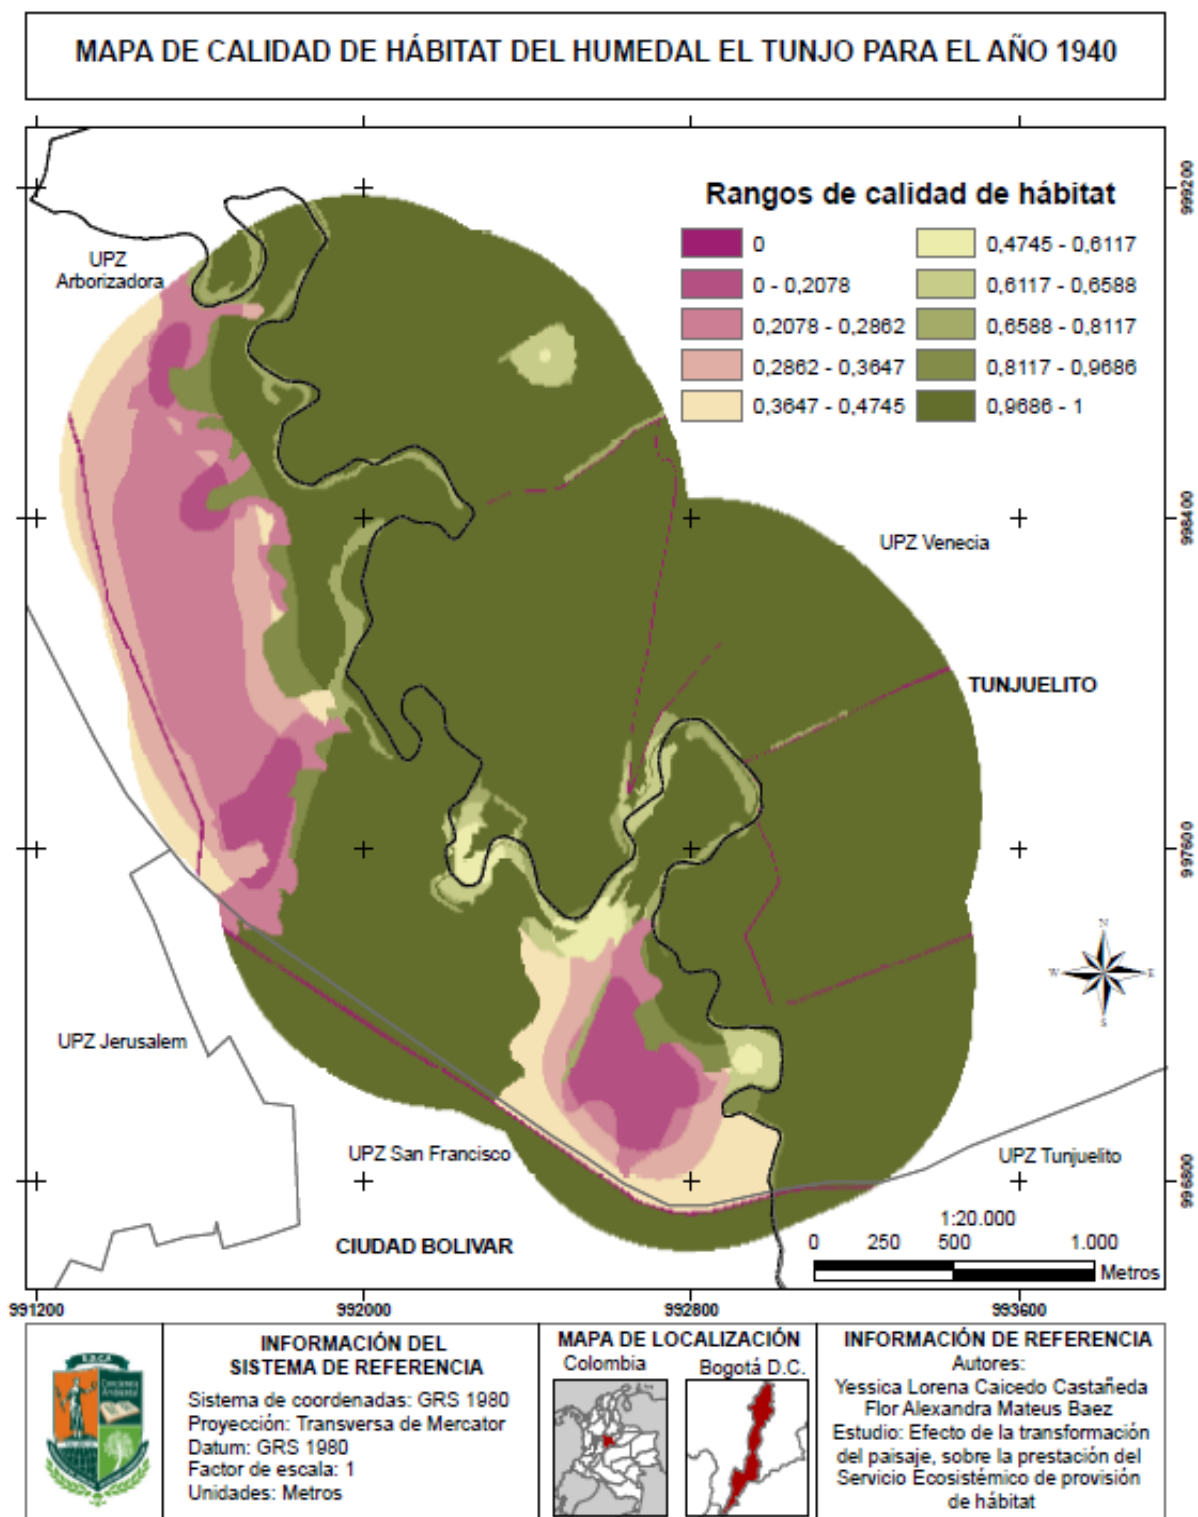 MAPA DE CALIDAD DE HÁBITAT DEL HUMEDAL EL TUNJO PARA EL AÑO 1940
Rangos de calidad de hábitat
0
0 - 0,2078
0,2078 - 0,2862
0,2862 - 0,3647
0,3647 - 0,4745
0,4745 - 0,6117
0,6117 - 0,6588
0,6588 - 0,8117
0,8117 - 0,9686
0,9686 - 1
999200
998400
997600
996800
UPZ
Arborizadora
UPZ Venecia
TUNJUELITO
N
W
E
S
UPZ Jerusalem
UPZ San Francisco
UPZ Tunjuelito
CIUDAD BOLIVAR
1:20.000
0 250 500 1.000
Metros
991200 992000 992800 993600
Conciencia
Ambiental
INFORMACIÓN DEL
SISTEMA DE REFERENCIA
Sistema de coordenadas: GRS 1980
Proyección: Transversa de Mercator
Datum: GRS 1980
Factor de escala: 1
Unidades: Metros
MAPA DE LOCALIZACIÓN
Colombia Bogotá D.C.
INFORMACIÓN DE REFERENCIA
Autores:
Yessica Lorena Caicedo Castañeda
Flor Alexandra Mateus Baez
Estudio: Efecto de la transformación
del paisaje, sobre la prestación del
Servicio Ecosistémico de provisión
de hábitat